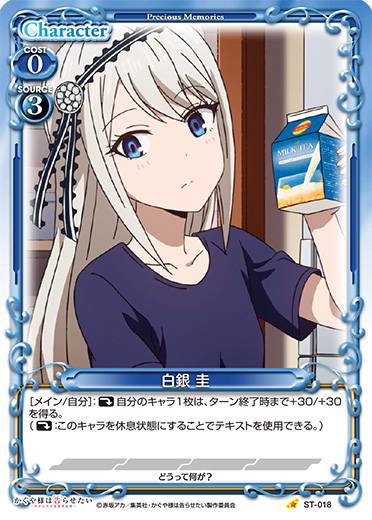 Precious Memories
Character
COST
0
SOURCE
3
MILK TEA
白銀 圭
[メイン/自分]：自分のキャラ1枚は、ターン終了時まで+30/+30
を得る。
（：このキャラを休息状態にすることでテキストを使用できる。）
どうって何が？
かぐや様は告らせたい
©赤坂アカ／集英社・かぐや様は告らせたい製作委員会
ST-018